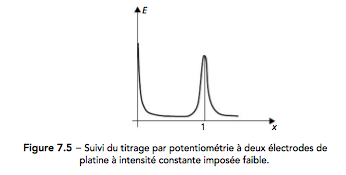 E
1
x
Figure 7.5 – Suivi du titrage par potentiométrie à deux électrodes de
platine à intensité constante imposée faible.